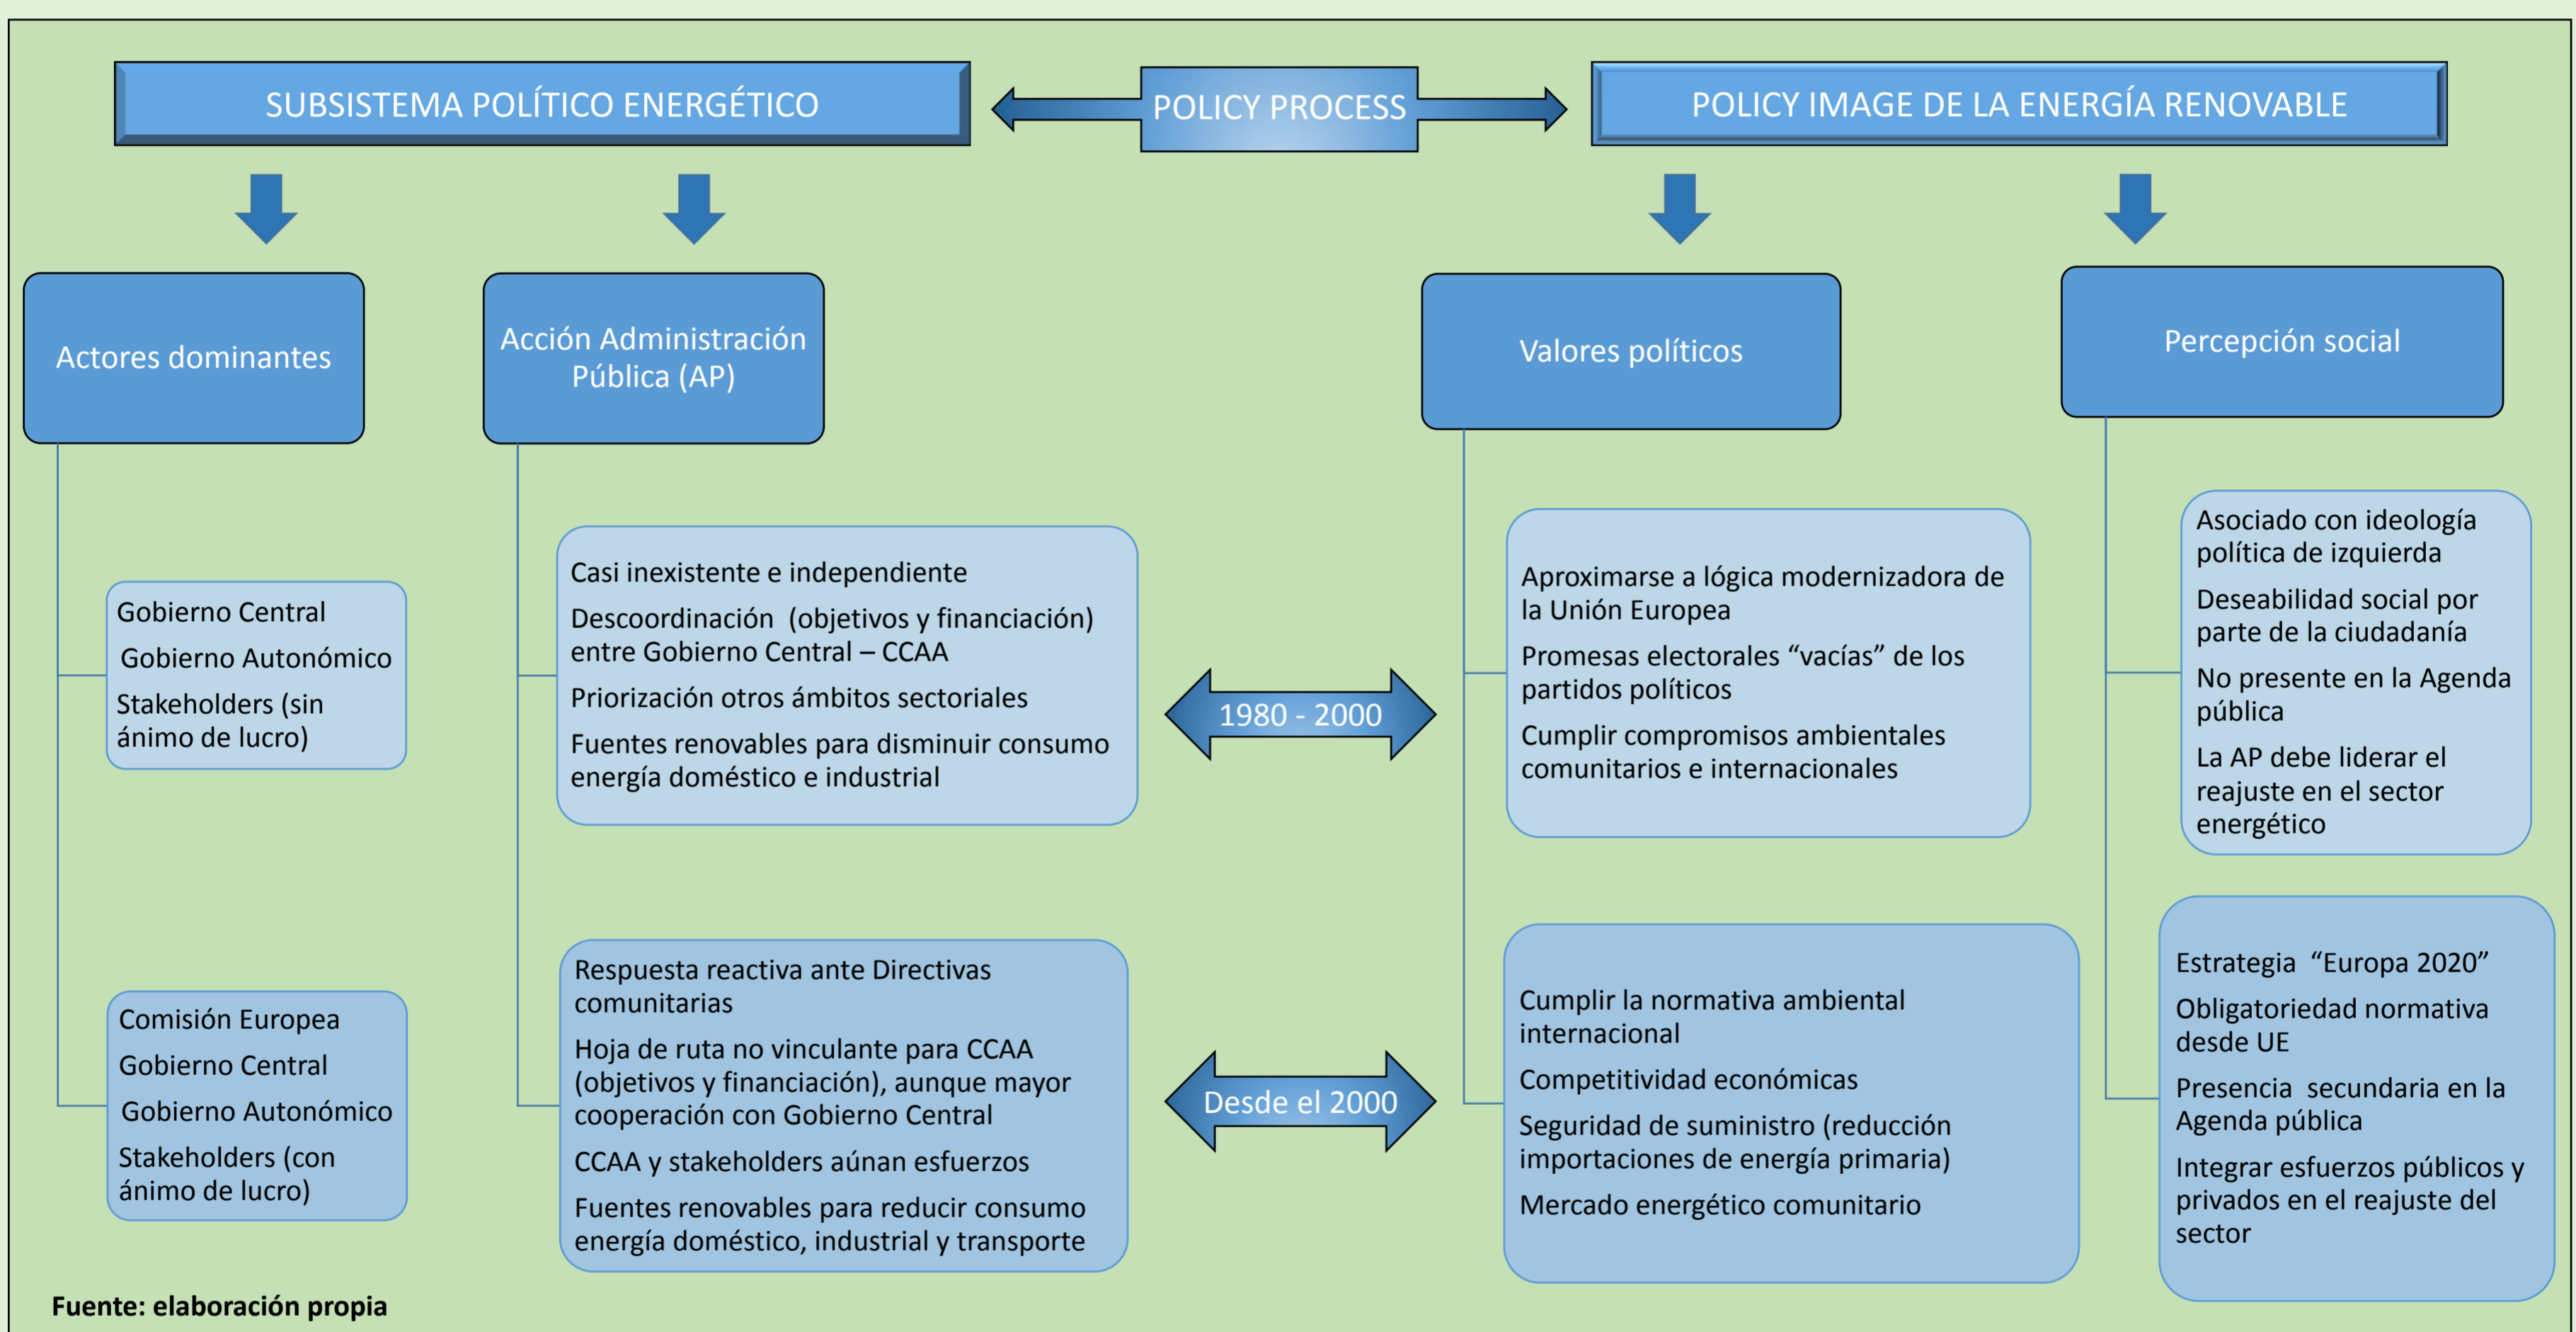 SUBSISTEMA POLÍTICO ENERGÉTICO
POLICY PROCESS
POLICY IMAGE DE LA ENERGÍA RENOVABLE
Actores dominantes
Acción Administración
Pública (AP)
Valores políticos
Percepción social
Gobierno Central
Gobierno Autonómico
Stakeholders (sin
ánimo de lucro)
Casi inexistente e independiente
Descoordinación (objetivos y financiación)
entre Gobierno Central – CCAA
Priorización otros ámbitos sectoriales
Fuentes renovables para disminuir consumo
energía doméstico e industrial
1980 - 2000
Aproximarse a lógica modernizadora de
la Unión Europea
Promesas electorales “vacías” de los
partidos políticos
Cumplir compromisos ambientales
comunitarios e internacionales
Asociado con ideología
política de izquierda
Deseabilidad social por
parte de la ciudadanía
No presente en la Agenda
pública
La AP debe liderar el
reajuste en el sector
energético
Comisión Europea
Gobierno Central
Gobierno Autonómico
Stakeholders (con
ánimo de lucro)
Respuesta reactiva ante Directivas
comunitarias
Hoja de ruta no vinculante para CCAA
(objetivos y financiación), aunque mayor
cooperación con Gobierno Central
CCAA y stakeholders aúnan esfuerzos
Fuentes renovables para reducir consumo
energía doméstico, industrial y transporte
Desde el 2000
Cumplir la normativa ambiental
internacional
Competitividad económicas
Seguridad de suministro (reducción
importaciones de energía primaria)
Mercado energético comunitario
Estrategia “Europa 2020”
Obligatoriedad normativa
desde UE
Presencia secundaria en la
Agenda pública
Integrar esfuerzos públicos y
privados en el reajuste del
sector
Fuente: elaboración propia